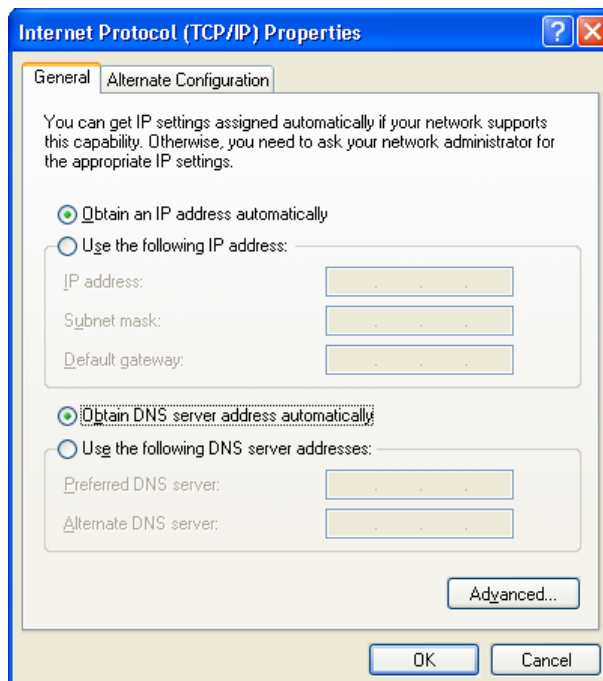 Internet Protocol (TCP/IP) Properties
General
Alternate Configuration
You can get IP settings assigned automatically if your network supports
this capability. Otherwise, you need to ask your network administrator for
the appropriate IP settings.
Obtain an IP address automatically
Use the following IP address:
IP address:
Subnet mask:
Default gateway:
Obtain DNS server address automatically
Use the following DNS server addresses:
Preferred DNS server:
Alternate DNS server:
Advanced...
OK
Cancel